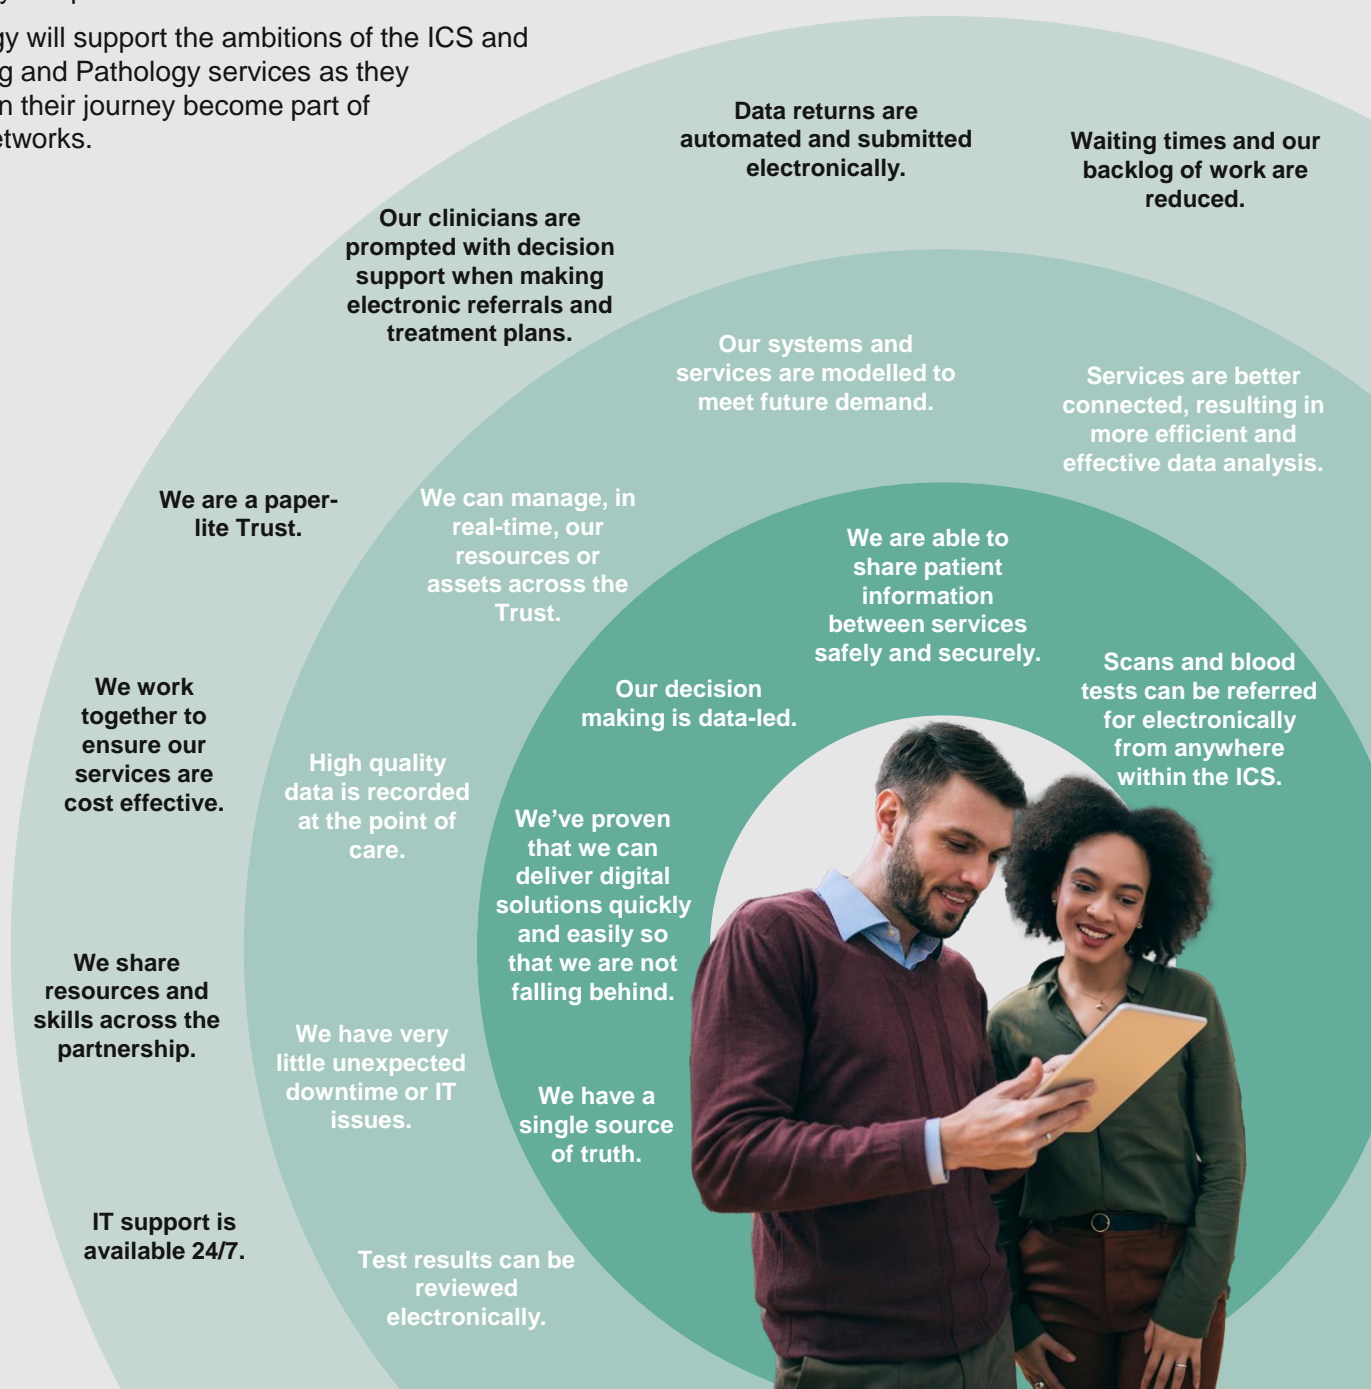 gy will support the ambitions of the ICS and
g and Pathology services as they
n their journey become part of
etworks.
Data returns are
automated and submitted
electronically.
Waiting times and our
backlog of work are
reduced.
Our clinicians are
prompted with decision
support when making
electronic referrals and
treatment plans.
Our systems and
services are modelled to
meet future demand.
Services are better
connected, resulting in
more efficient and
effective data analysis.
We are a paper-
lite Trust.
We can manage, in
real-time, our
resources or
assets across the
Trust.
We are able to
share patient
information
between services
safely and securely.
Scans and blood
tests can be referred
for electronically
from anywhere
within the ICS.
We work
together to
ensure our
services are
cost effective.
Our decision
making is data-led.
High quality
data is recorded
at the point of
care.
We’ve proven
that we can
deliver digital
solutions quickly
and easily so
that we are not
falling behind.
We share
resources and
skills across the
partnership.
We have very
little unexpected
downtime or IT
issues.
We have a
single source
of truth.
IT support is
available 24/7.
Test results can be
reviewed
electronically.